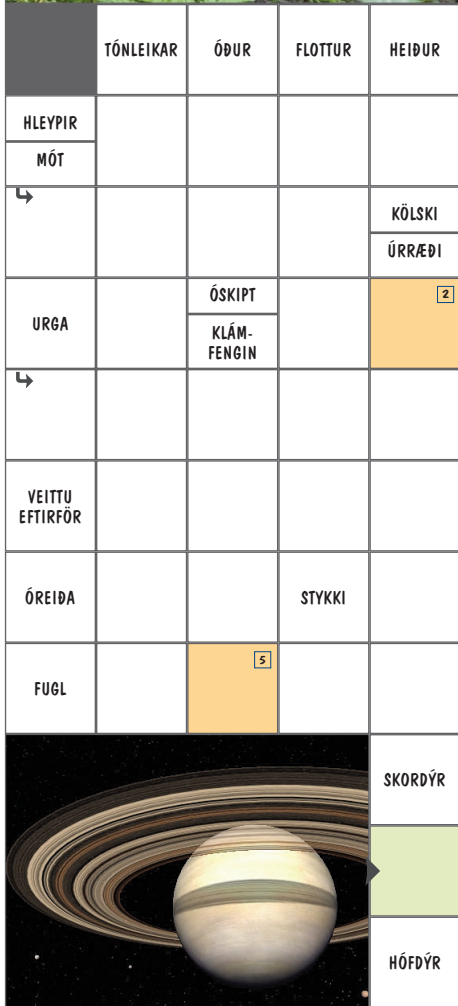 TÓNLEIKAR ÓÐUR FLOTTUR HEIÐUR
HLEYPIR
MÓT
KÖLSKI
ÚRRÆÐI
URGA
ÓSKIPT
KLÁM-
FENGIN
2
VEITTU
EFTIRFÖR
ÓREIÐA
STYKKI
FUGL
5
SKORDÝR
HÓFDÝR